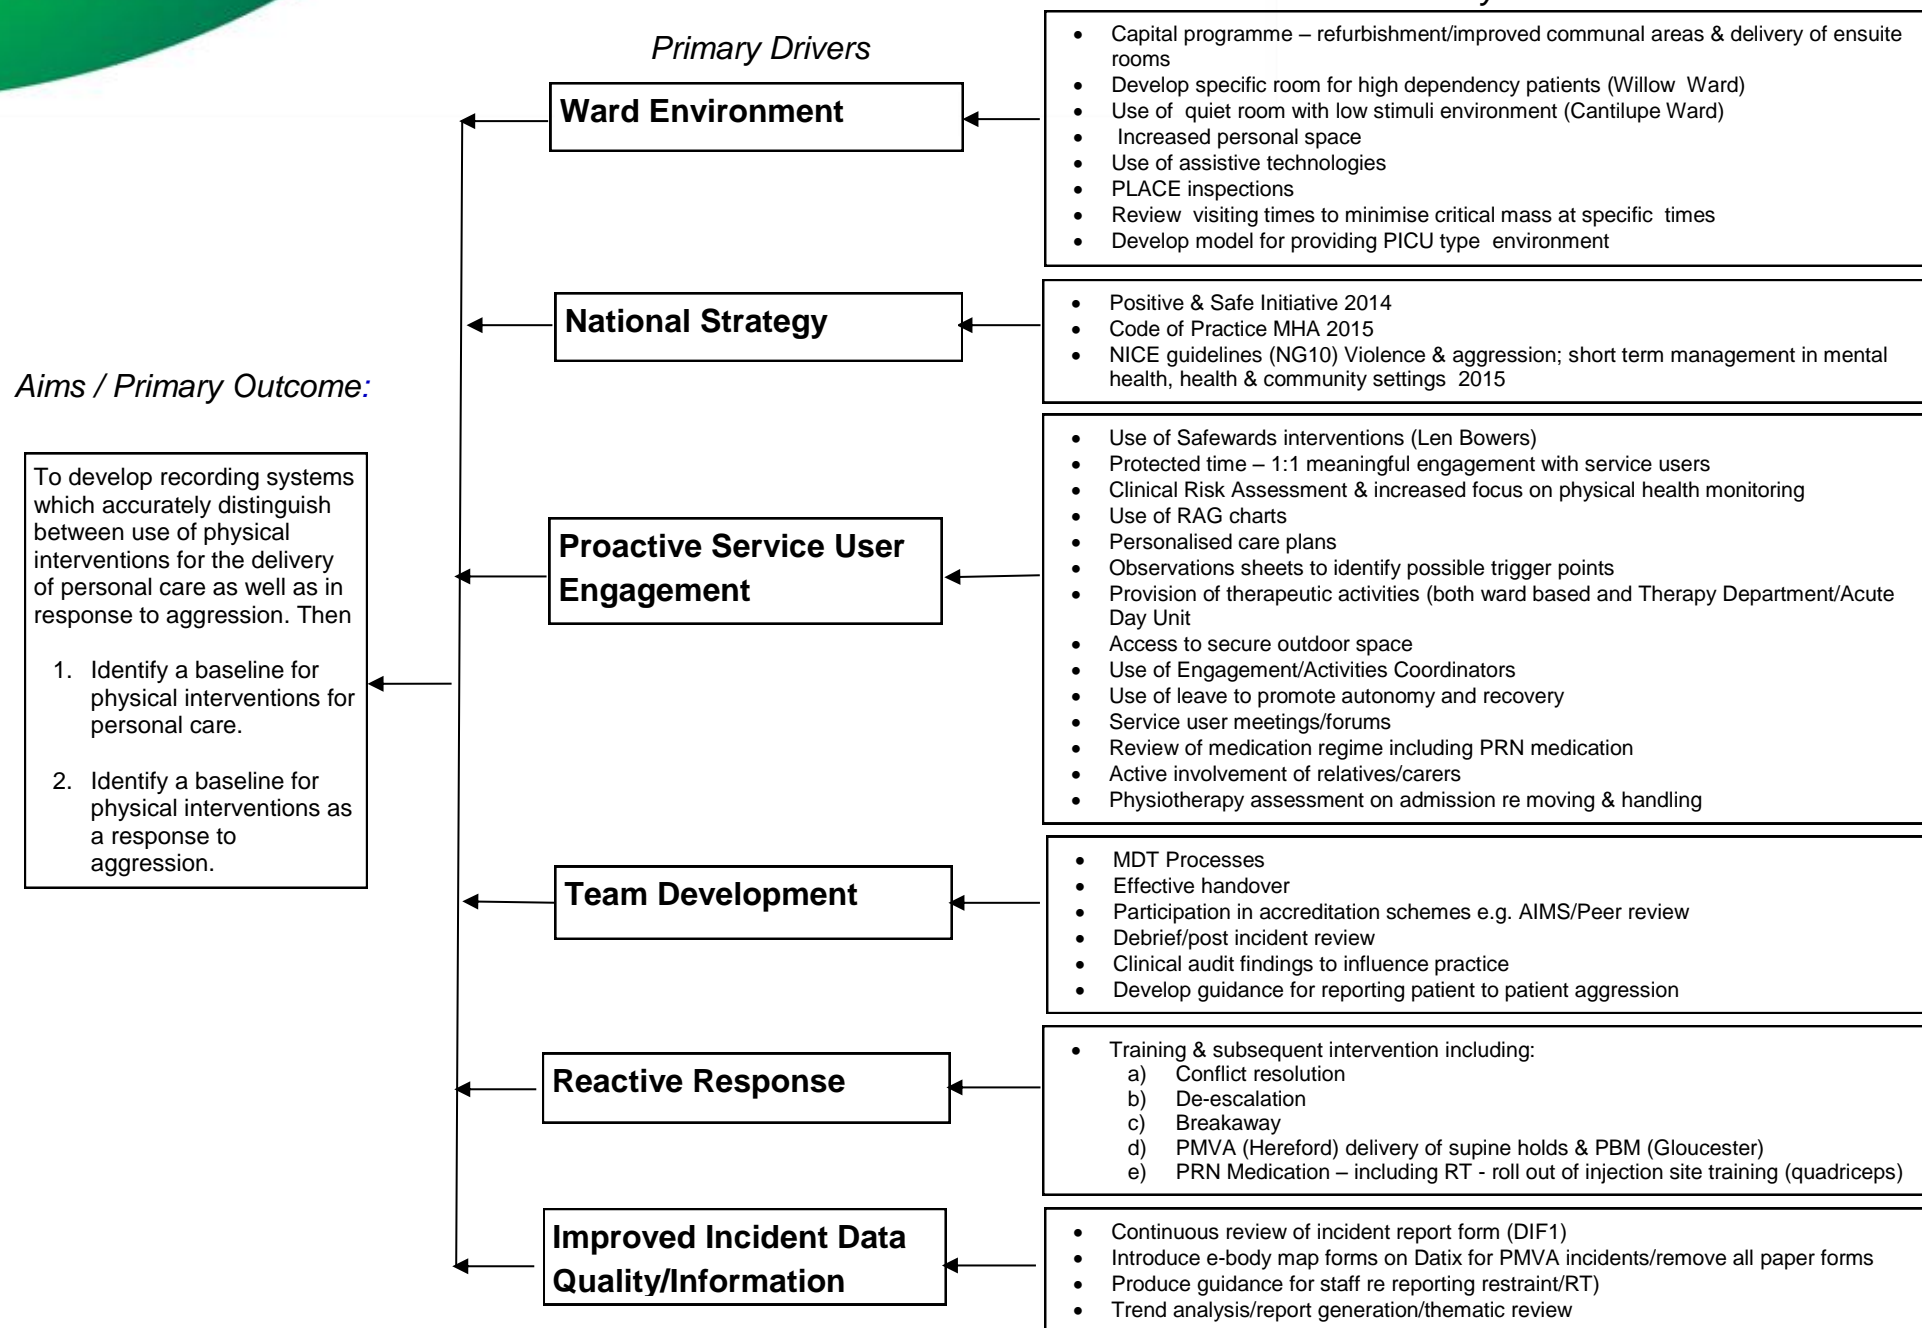 Primary Drivers
Aims / Primary Outcome:
To develop recording systems
which accurately distinguish
between use of physical
interventions for the delivery
of personal care as well as in
response to aggression. Then
1. Identify a baseline for
physical interventions for
personal care.
2. Identify a baseline for
physical interventions as
a response to
aggression.
Ward Environment
• Capital programme – refurbishment/improved communal areas & delivery of ensuite
rooms
• Develop specific room for high dependency patients (Willow Ward)
• Use of quiet room with low stimuli environment (Cantilupe Ward)
• Increased personal space
• Use of assistive technologies
• PLACE inspections
• Review visiting times to minimise critical mass at specific times
• Develop model for providing PICU type environment
National Strategy
• Positive & Safe Initiative 2014
• Code of Practice MHA 2015
• NICE guidelines (NG10) Violence & aggression; short term management in mental
health, health & community settings 2015
Proactive Service User
Engagement
• Use of Safewards interventions (Len Bowers)
• Protected time – 1:1 meaningful engagement with service users
• Clinical Risk Assessment & increased focus on physical health monitoring
• Use of RAG charts
• Personalised care plans
• Observations sheets to identify possible trigger points
• Provision of therapeutic activities (both ward based and Therapy Department/Acute
Day Unit
• Access to secure outdoor space
• Use of Engagement/Activities Coordinators
• Use of leave to promote autonomy and recovery
• Service user meetings/forums
• Review of medication regime including PRN medication
• Active involvement of relatives/carers
• Physiotherapy assessment on admission re moving & handling
Team Development
• MDT Processes
• Effective handover
• Participation in accreditation schemes e.g. AIMS/Peer review
• Debrief/post incident review
• Clinical audit findings to influence practice
• Develop guidance for reporting patient to patient aggression
Reactive Response
• Training & subsequent intervention including:
a) Conflict resolution
b) De-escalation
c) Breakaway
d) PMVA (Hereford) delivery of supine holds & PBM (Gloucester)
e) PRN Medication – including RT - roll out of injection site training (quadriceps)
Improved Incident Data
Quality/Information
• Continuous review of incident report form (DIF1)
• Introduce e-body map forms on Datix for PMVA incidents/remove all paper forms
• Produce guidance for staff re reporting restraint/RT)
• Trend analysis/report generation/thematic review